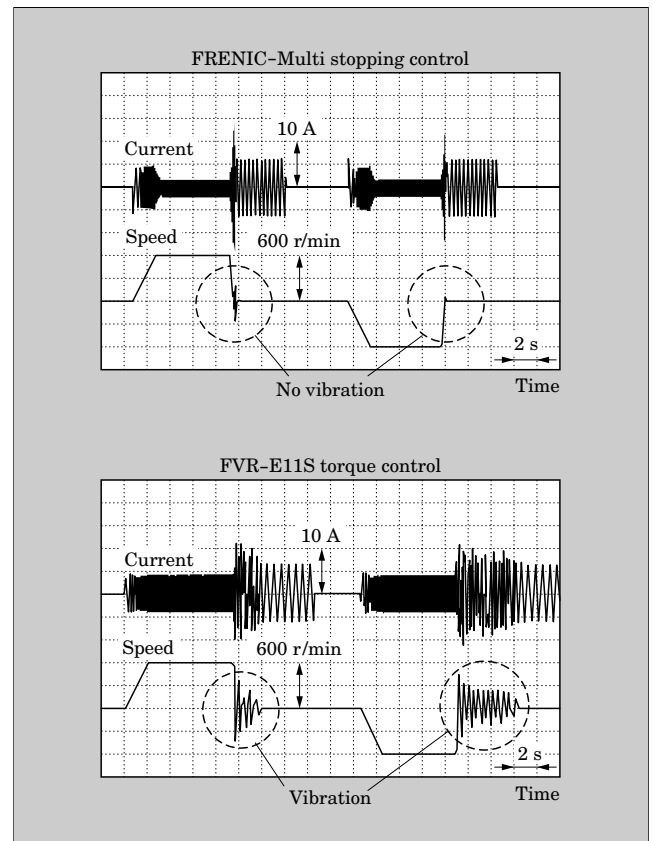 FRENIC-Multi stopping control
10 A
Current
Speed
600 r/min
2 s
No vibration
Time
FVR-E11S torque control
10 A
Current
Speed
600 r/min
2 s
Vibration
Time